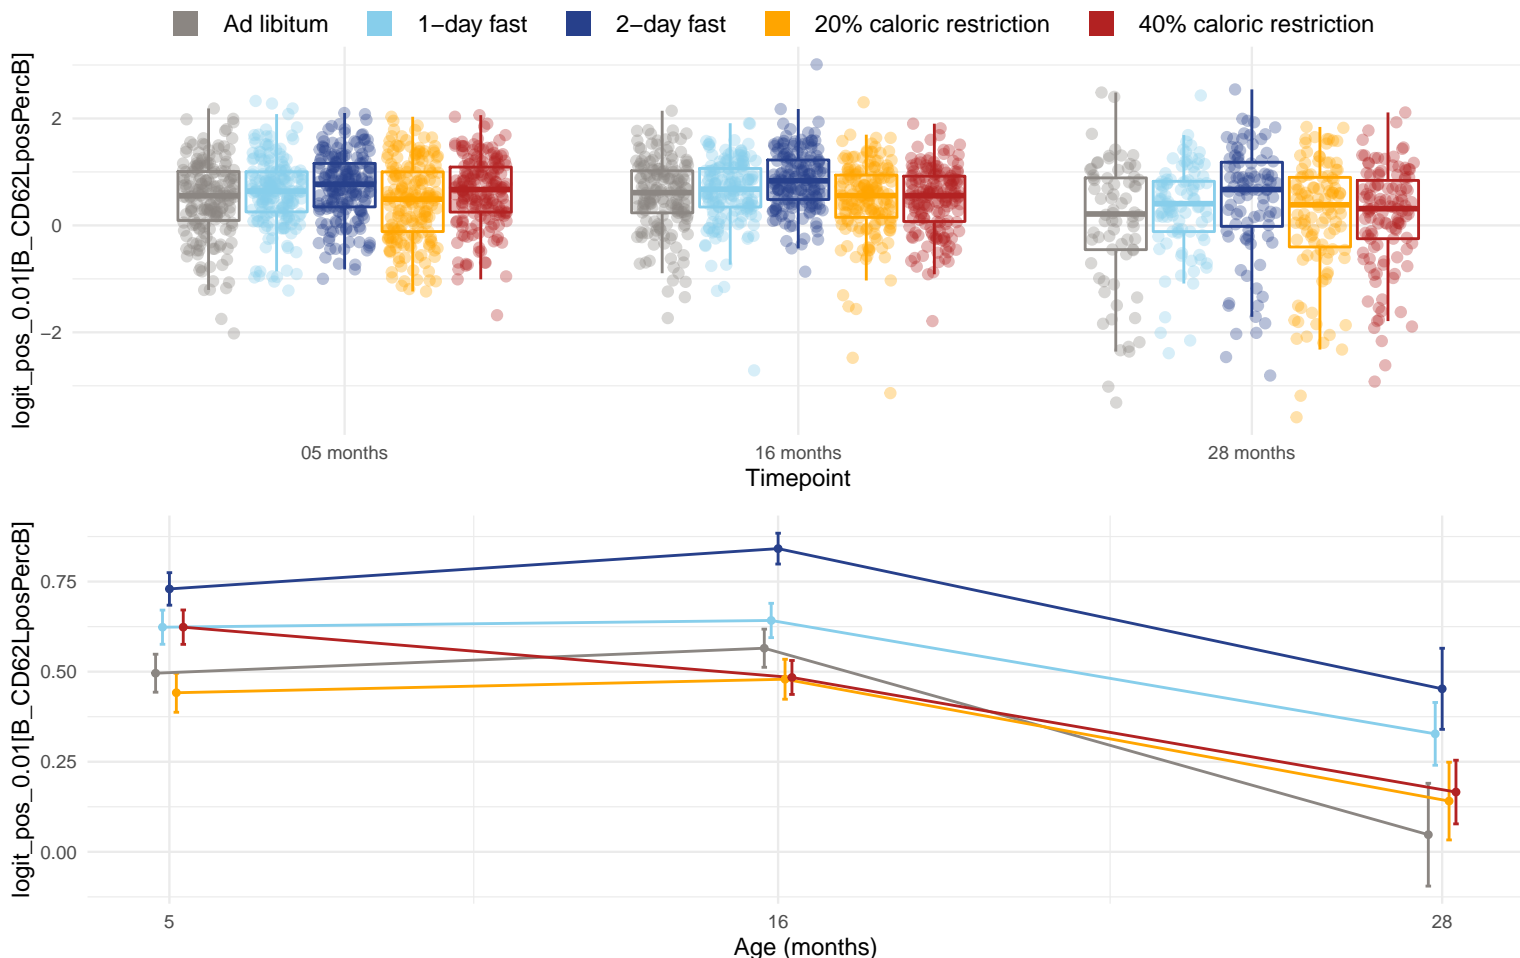 Ad libitum 1−day fast 2−day fast 20% caloric restriction 40% caloric restriction
logit_pos_0.01[B_CD62LposPercB]
2
0
−2
05 months 16 months 28 months
Timepoint
logit_pos_0.01[B_CD62LposPercB]
0.75
0.50
0.25
0.00
5 16 28
Age (months)